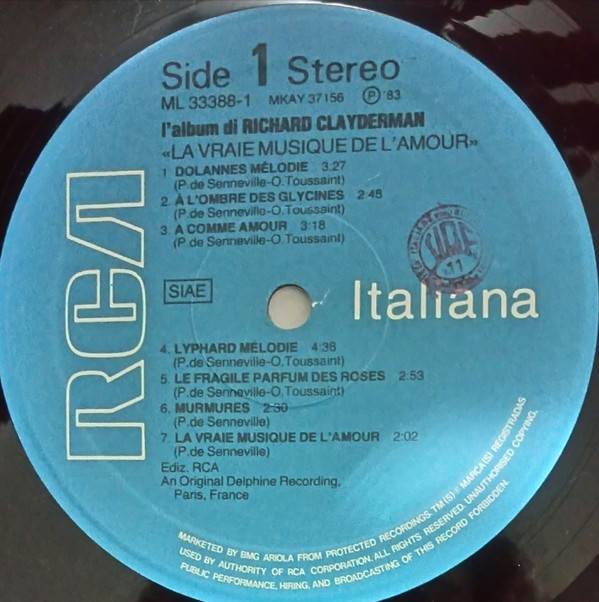 Side 1 Stereo
ML 33388-1 MKAY 37156 Ⓟ '83
l'album di RICHARD CLAYDERMAN
«LA VRAIE MUSIQUE DE L'AMOUR»
1 DOLANNES MÉLODIE 3:27
(P. de Senneville-O. Toussaint)
2. À L'OMBRE DES GLYCINES 2:48
(P. de Senneville-O. Toussaint)
3. A COMME AMOUR 3:18
(P. de Senneville-O. Toussaint)
RCA
SIAE
Italiana
4. LYPHARD MÉLODIE 4:38
(P. de Senneville-O. Toussaint)
5. LE FRAGILE PARFUM DES ROSES 2:53
(P. de Senneville-O. Toussaint)
6. MURMURES 2:30
(P. de Senneville)
7. LA VRAIE MUSIQUE DE L'AMOUR 2:02
(P. de Senneville)
Ediz. RCA
An Original Delphine Recording,
Paris, France
MARKETED BY BMG ARIOLA FROM PROTECTED RECORDINGS. TM(S) ® MARCA(S) REGISTRADAS
USED BY AUTHORITY OF RCA CORPORATION. ALL RIGHTS RESERVED. UNAUTHORISED COPYING,
PUBLIC PERFORMANCE, HIRING, AND BROADCASTING OF THIS RECORD FORBIDDEN.